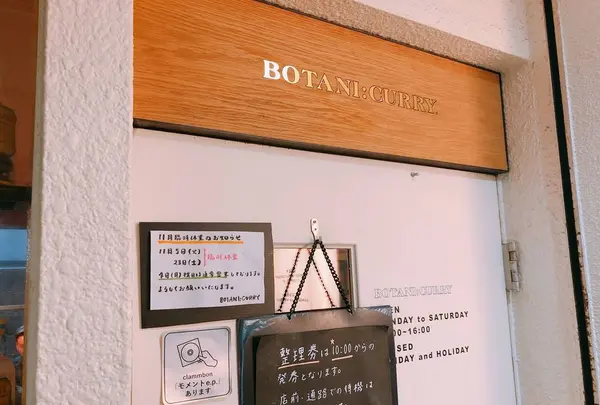 BOTANI:CURRY.
11月臨時休業のお知らせ
11月5日(火)
23日(土)
臨時休業
4日(月)祝日は通常営業しております。
よろしくお願いいたします。
BOTANI:CURRY
clammbon
「モメントe.p.」
あります
BOTANI:CURRY
EN
NDAY to SATURDAY
00~16:00
SED
DAY and HOLIDAY
整理券は10:00からの
発券となります。
店前・通路での待機は